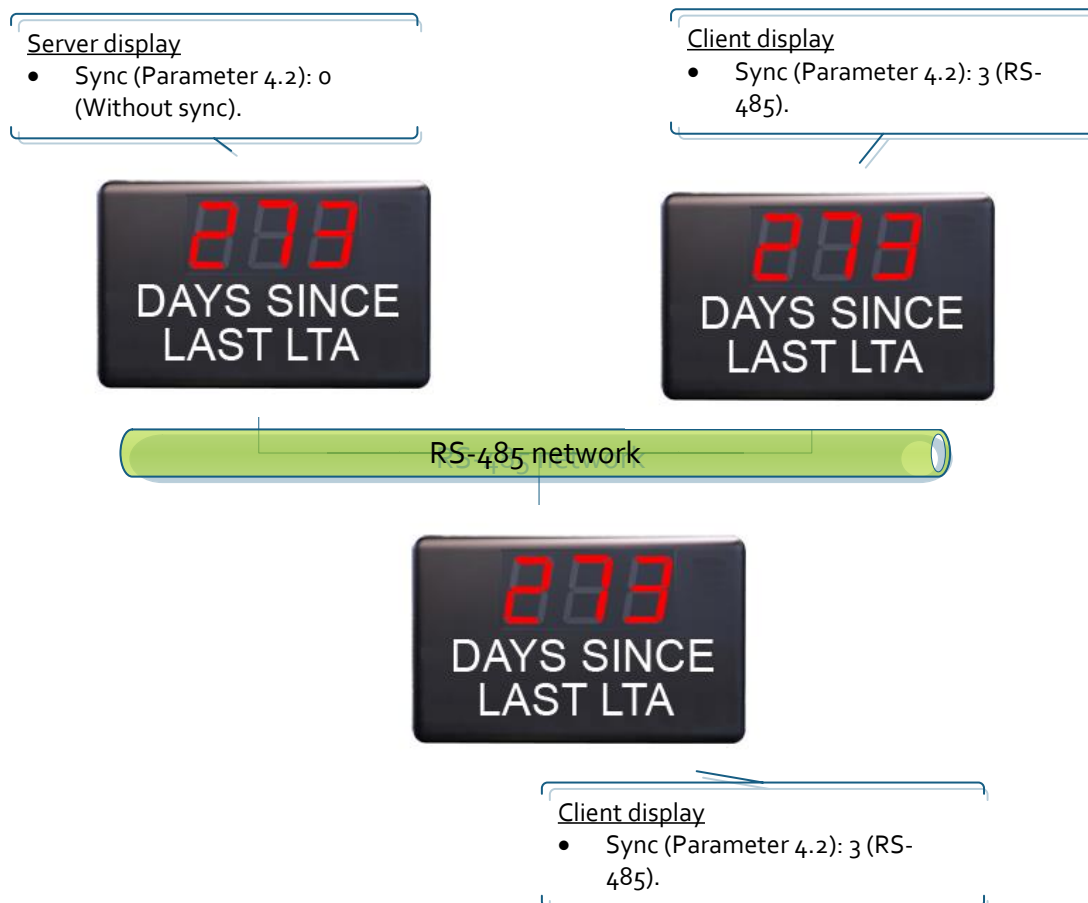 Server display
• Sync (Parameter 4.2): 0
(Without sync).
Client display
• Sync (Parameter 4.2): 3 (RS-
485).
273
DAYS SINCE
LAST LTA
273
DAYS SINCE
LAST LTA
RS-485 network
273
DAYS SINCE
LAST LTA
Client display
• Sync (Parameter 4.2): 3 (RS-
485).